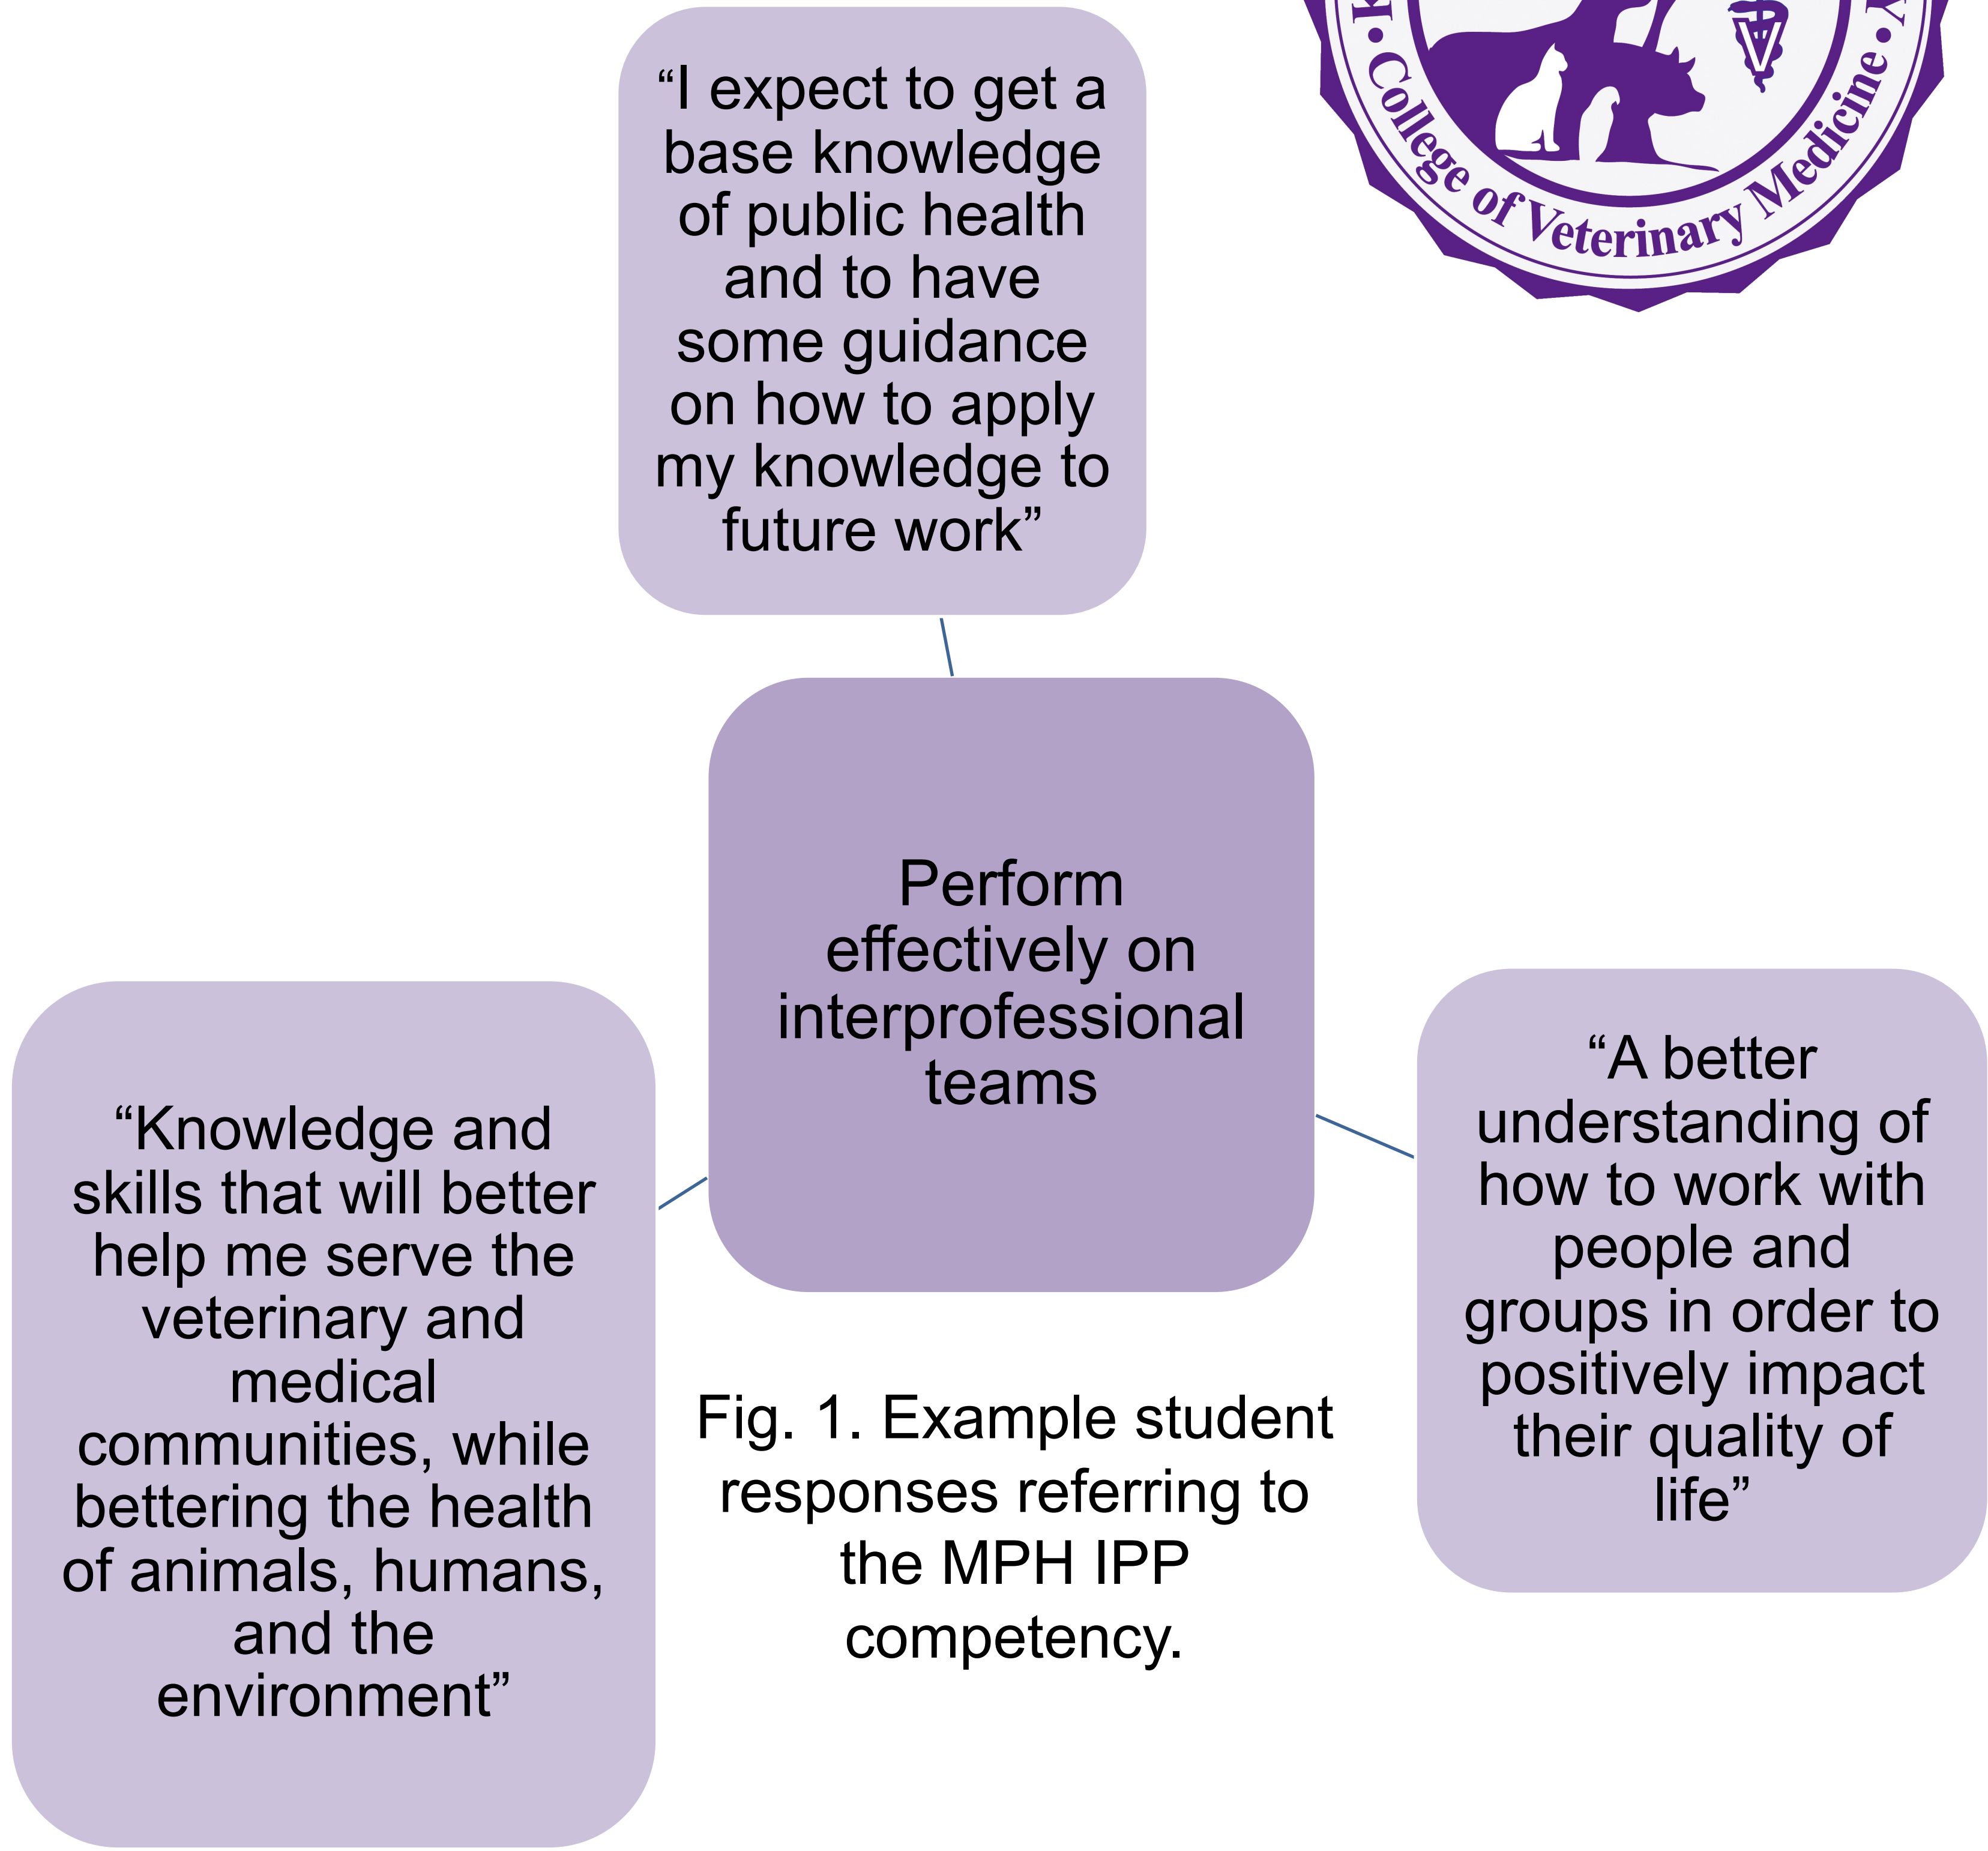 “I expect to get a
base knowledge
of public health
and to have
some guidance
on how to apply
my knowledge to
future work”
College of Veterinary Medicine
Perform
effectively on
interprofessional
teams
“Knowledge and
skills that will better
help me serve the
veterinary and
medical
communities, while
bettering the health
of animals, humans,
and the
environment”
“A better
understanding of
how to work with
people and
groups in order to
positively impact
their quality of
life”
Fig. 1. Example student
responses referring to
the MPH IPP
competency.